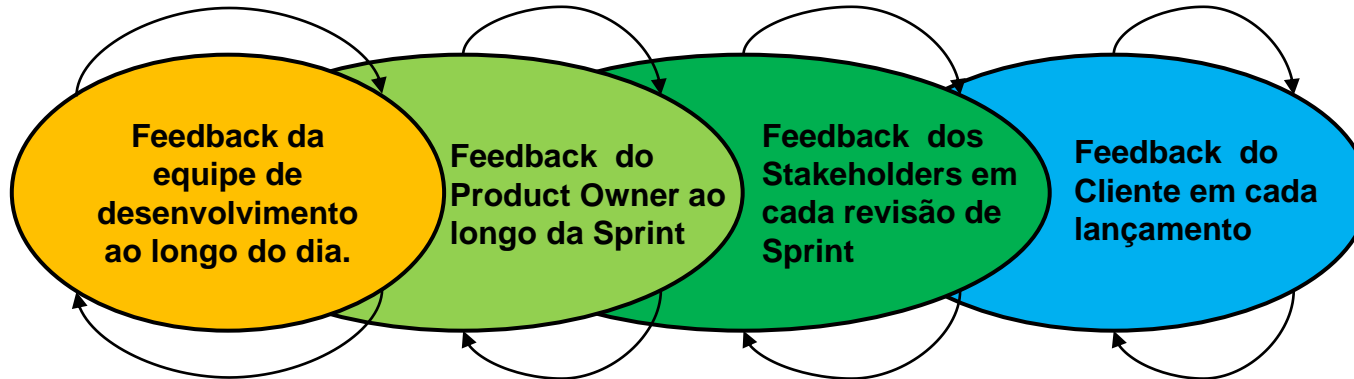 Feedback da
equipe de
desenvolvimento
ao longo do dia.
Feedback do
Product Owner ao
longo da Sprint
Feedback dos
Stakeholders em
cada revisão de
Sprint
Feedback do
Cliente em cada
lançamento